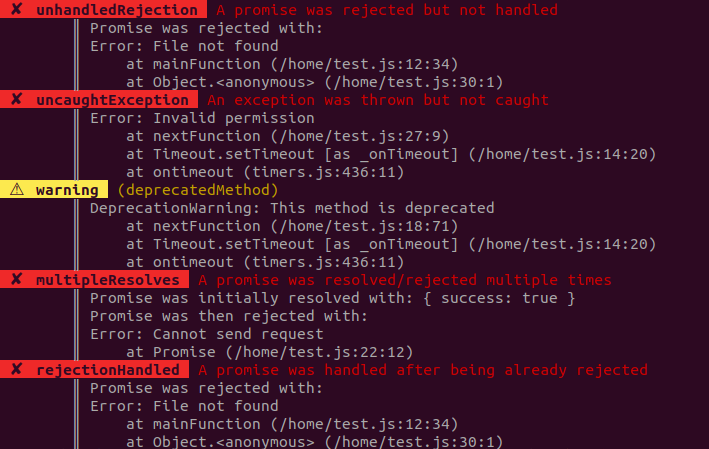 ✘ unhandledRejection A promise was rejected but not handled
Promise was rejected with:
Error: File not found
at mainFunction (/home/test.js:12:34)
at Object.<anonymous> (/home/test.js:30:1)
✘ uncaughtException An exception was thrown but not caught
Error: Invalid permission
at nextFunction (/home/test.js:27:9)
at Timeout.setTimeout [as _onTimeout] (/home/test.js:14:20)
at ontimeout (timers.js:436:11)
⚠ warning (deprecatedMethod)
DeprecationWarning: This method is deprecated
at nextFunction (/home/test.js:18:71)
at Timeout.setTimeout [as _onTimeout] (/home/test.js:14:20)
at ontimeout (timers.js:436:11)
✘ multipleResolves A promise was resolved/rejected multiple times
Promise was initially resolved with: { success: true }
Promise was then rejected with:
Error: Cannot send request
at Promise (/home/test.js:22:12)
✘ rejectionHandled A promise was handled after being already rejected
Promise was rejected with:
Error: File not found
at mainFunction (/home/test.js:12:34)
at Object.<anonymous> (/home/test.js:30:1)